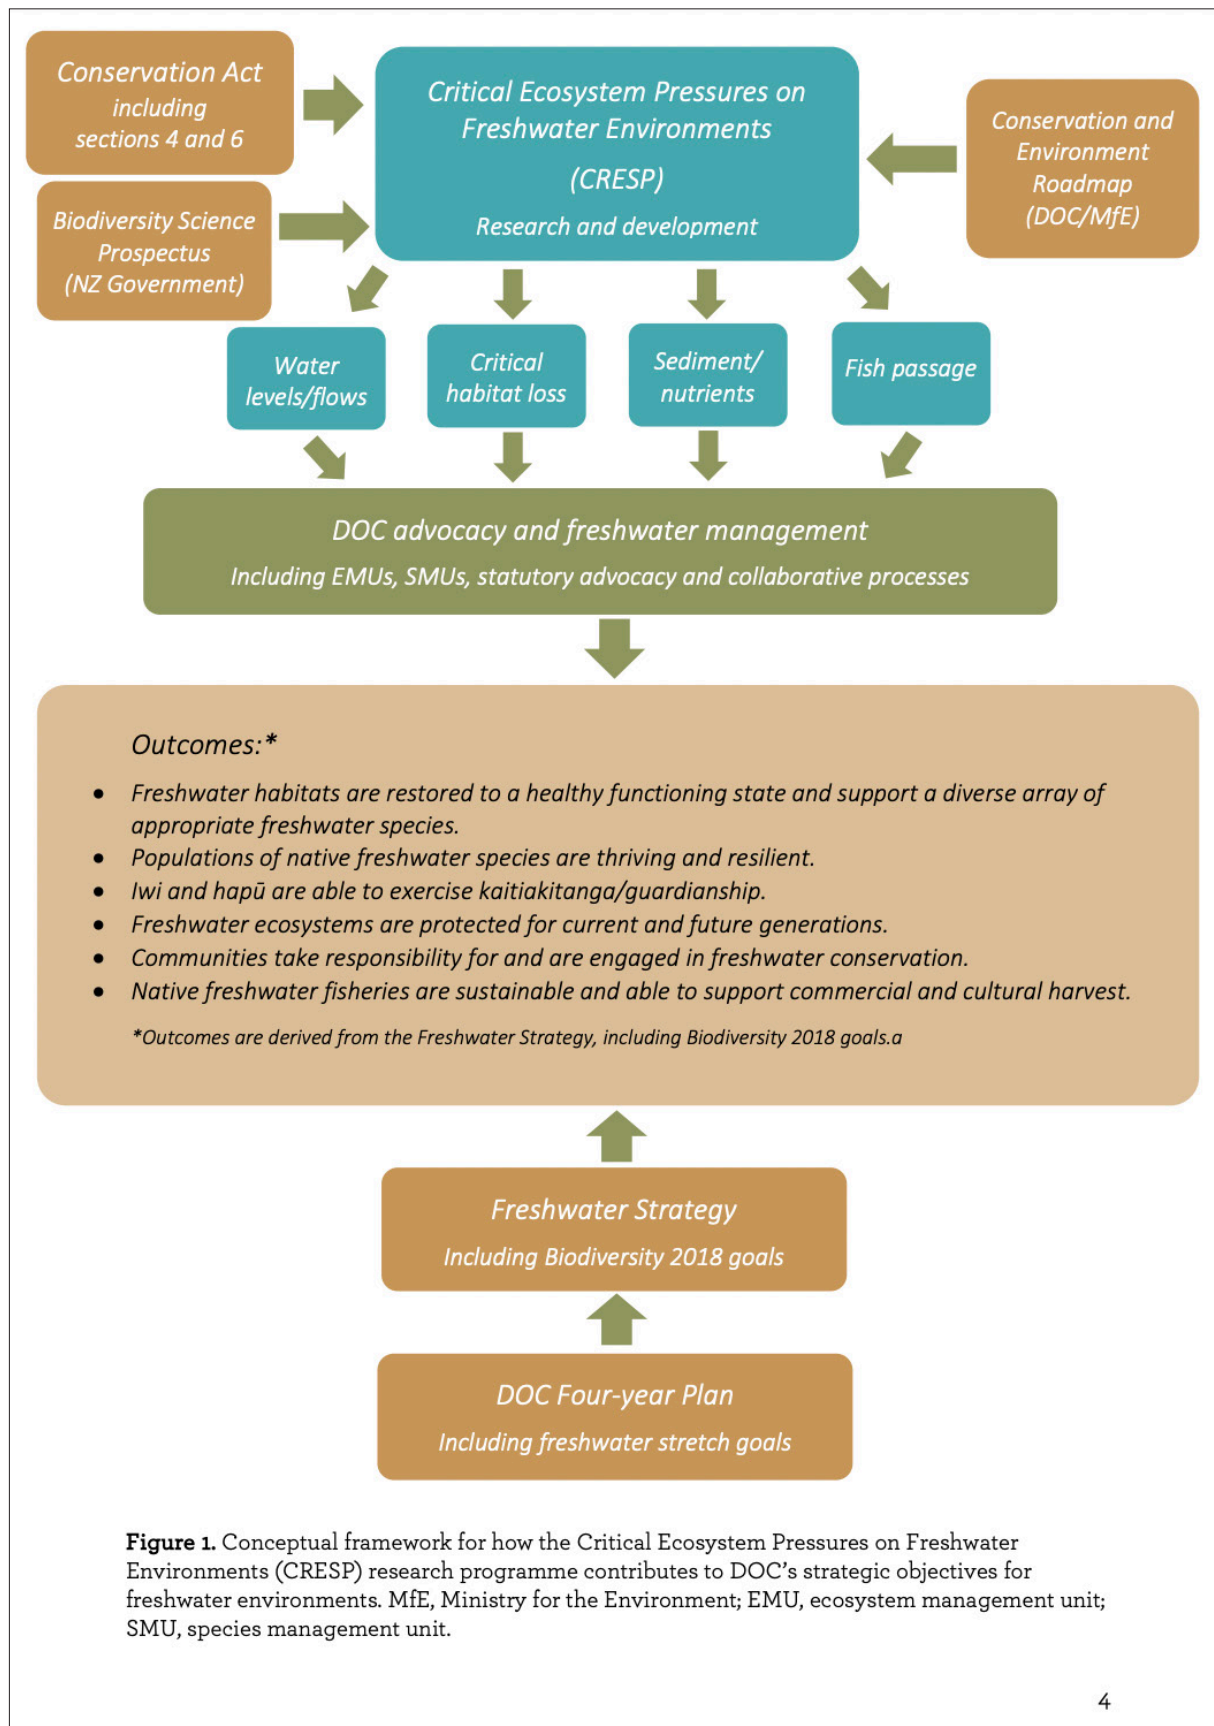 Conservation Act
including
sections 4 and 6
Critical Ecosystem Pressures on
Freshwater Environments
(CRESP)
Research and development
Conservation and
Environment
Roadmap
(DOC/MfE)
Biodiversity Science
Prospectus
(NZ Government)
Water
levels/flows
Critical
habitat loss
Sediment/
nutrients
Fish passage
DOC advocacy and freshwater management
Including EMUs, SMUs, statutory advocacy and collaborative processes
Outcomes:*
• Freshwater habitats are restored to a healthy functioning state and support a diverse array of
appropriate freshwater species.
• Populations of native freshwater species are thriving and resilient.
• Iwi and hapū are able to exercise kaitiakitanga/guardianship.
• Freshwater ecosystems are protected for current and future generations.
• Communities take responsibility for and are engaged in freshwater conservation.
• Native freshwater fisheries are sustainable and able to support commercial and cultural harvest.
*Outcomes are derived from the Freshwater Strategy, including Biodiversity 2018 goals.a
Freshwater Strategy
Including Biodiversity 2018 goals
DOC Four-year Plan
Including freshwater stretch goals
Figure 1. Conceptual framework for how the Critical Ecosystem Pressures on Freshwater
Environments (CRESP) research programme contributes to DOC's strategic objectives for
freshwater environments. MfE, Ministry for the Environment; EMU, ecosystem management unit;
SMU, species management unit.
4